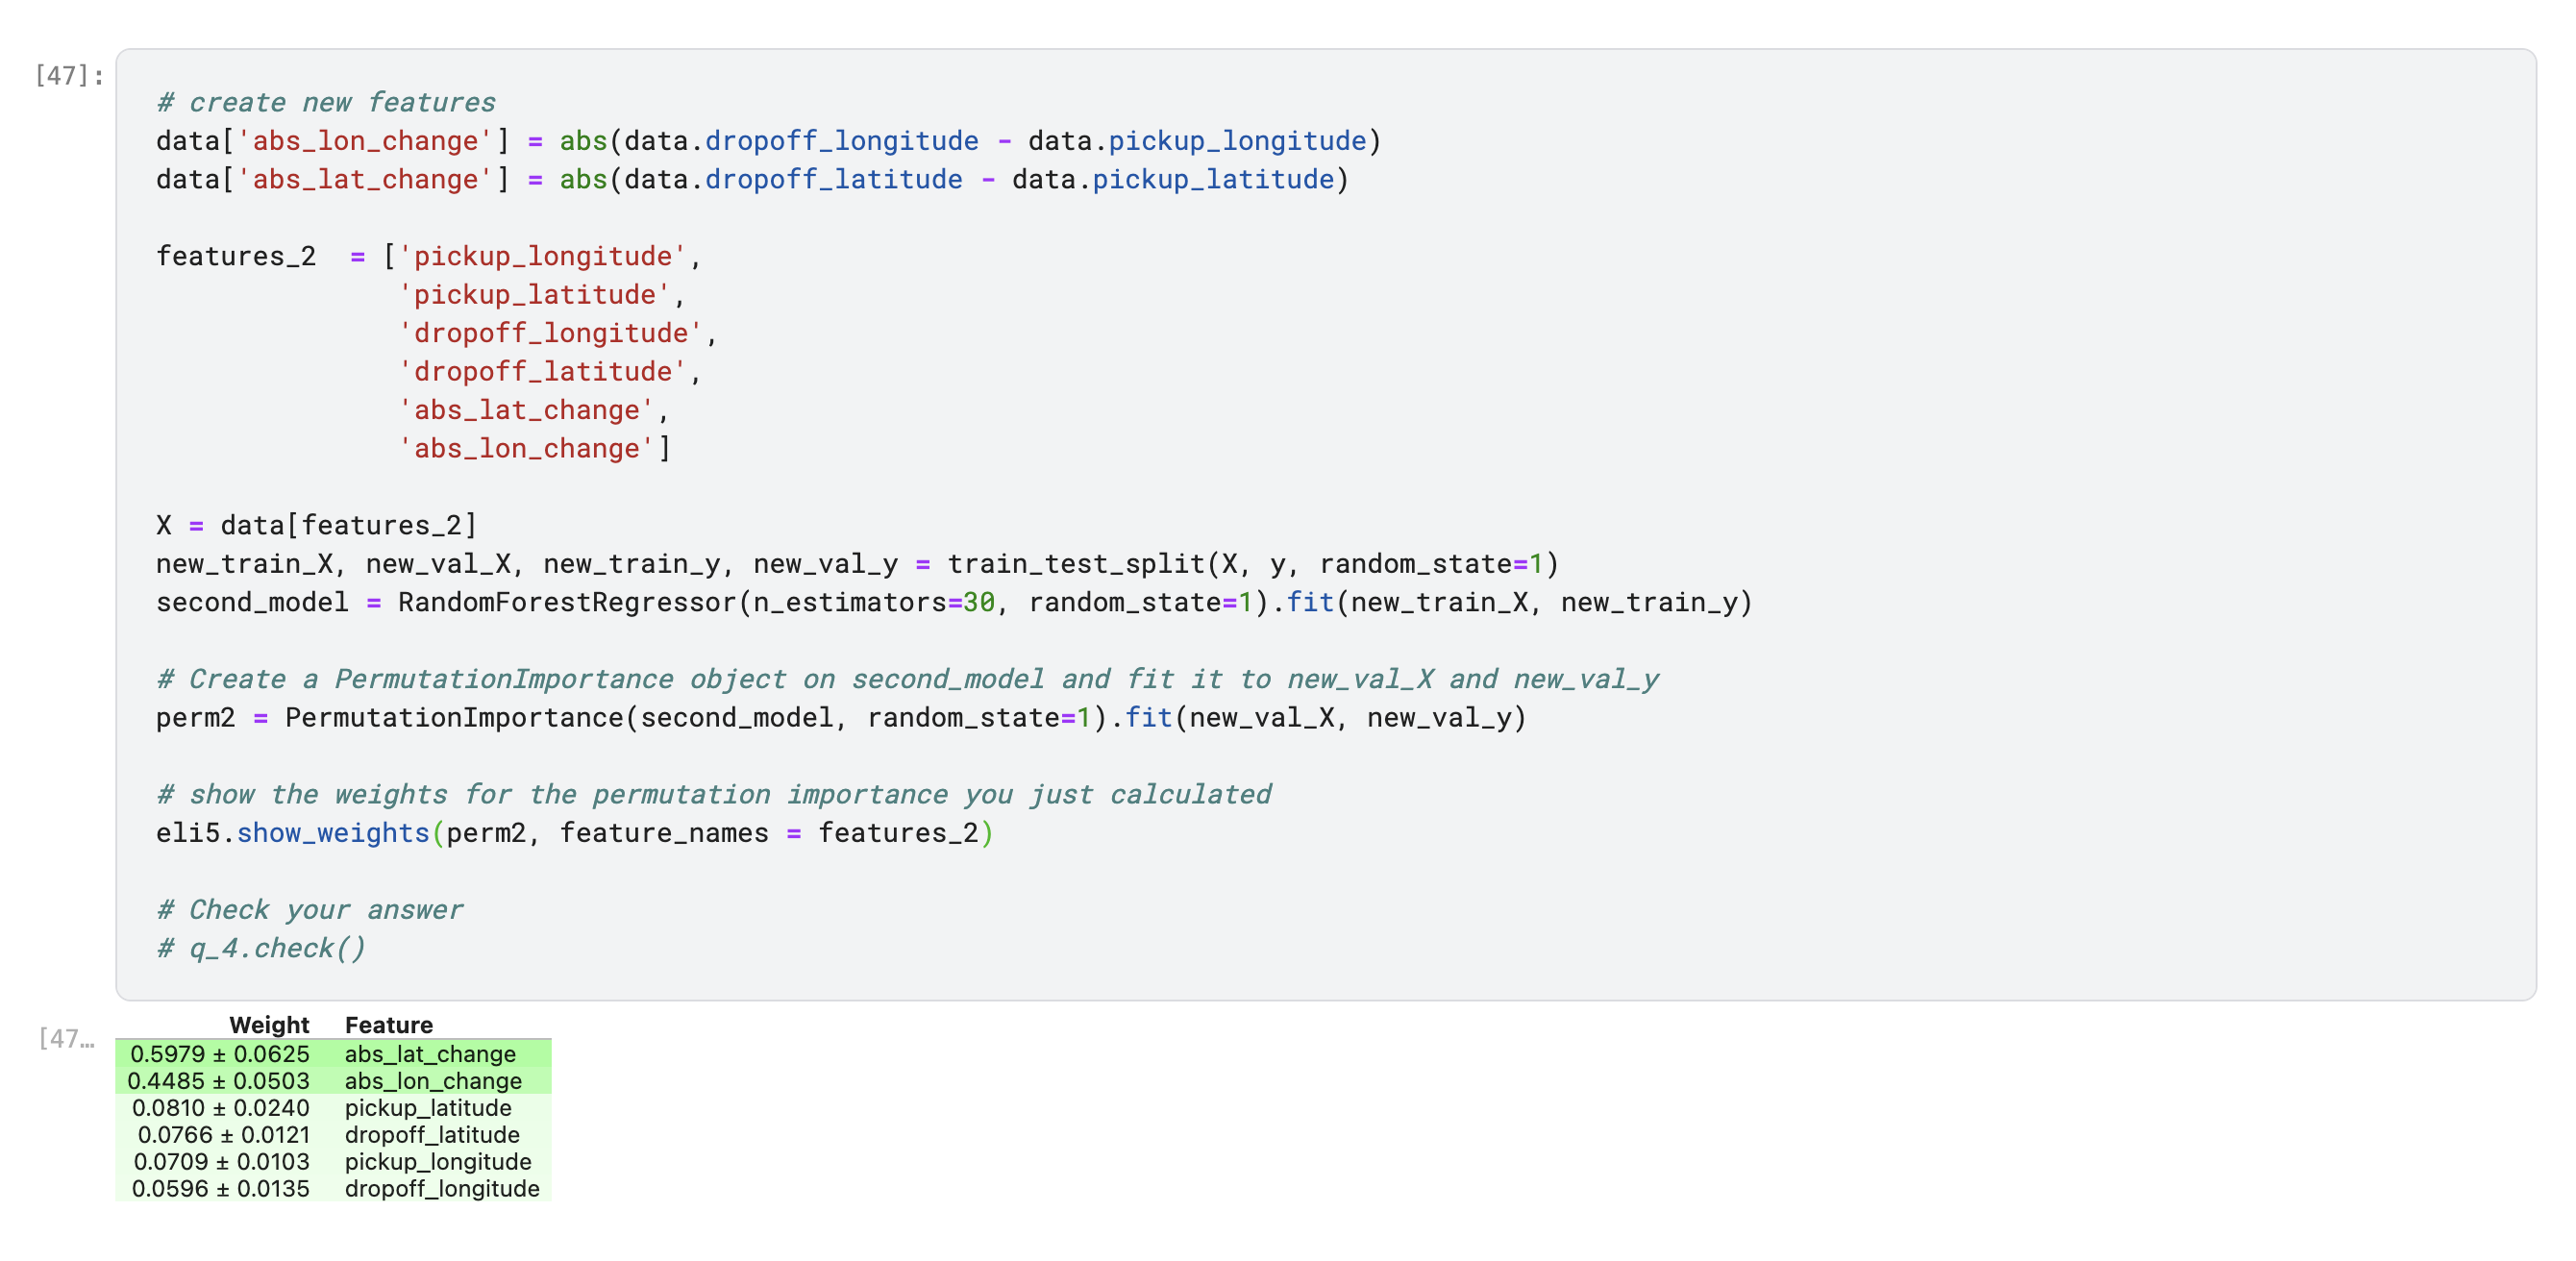 [47]:
# create new features
data['abs_lon_change'] = abs(data.dropoff_longitude - data.pickup_longitude)
data['abs_lat_change'] = abs(data.dropoff_latitude - data.pickup_latitude)
features_2  = ['pickup_longitude',
               'pickup_latitude',
               'dropoff_longitude',
               'dropoff_latitude',
               'abs_lat_change',
               'abs_lon_change']
X = data[features_2]
new_train_X, new_val_X, new_train_y, new_val_y = train_test_split(X, y, random_state=1)
second_model = RandomForestRegressor(n_estimators=30, random_state=1).fit(new_train_X, new_train_y)
# Create a PermutationImportance object on second_model and fit it to new_val_X and new_val_y
perm2 = PermutationImportance(second_model, random_state=1).fit(new_val_X, new_val_y)
# show the weights for the permutation importance you just calculated
eli5.show_weights(perm2, feature_names = features_2)
# Check your answer
# q_4.check()
[47…
Weight Feature
0.5979 ± 0.0625 abs_lat_change
0.4485 ± 0.0503 abs_lon_change
0.0810 ± 0.0240 pickup_latitude
0.0766 ± 0.0121 dropoff_latitude
0.0709 ± 0.0103 pickup_longitude
0.0596 ± 0.0135 dropoff_longitude